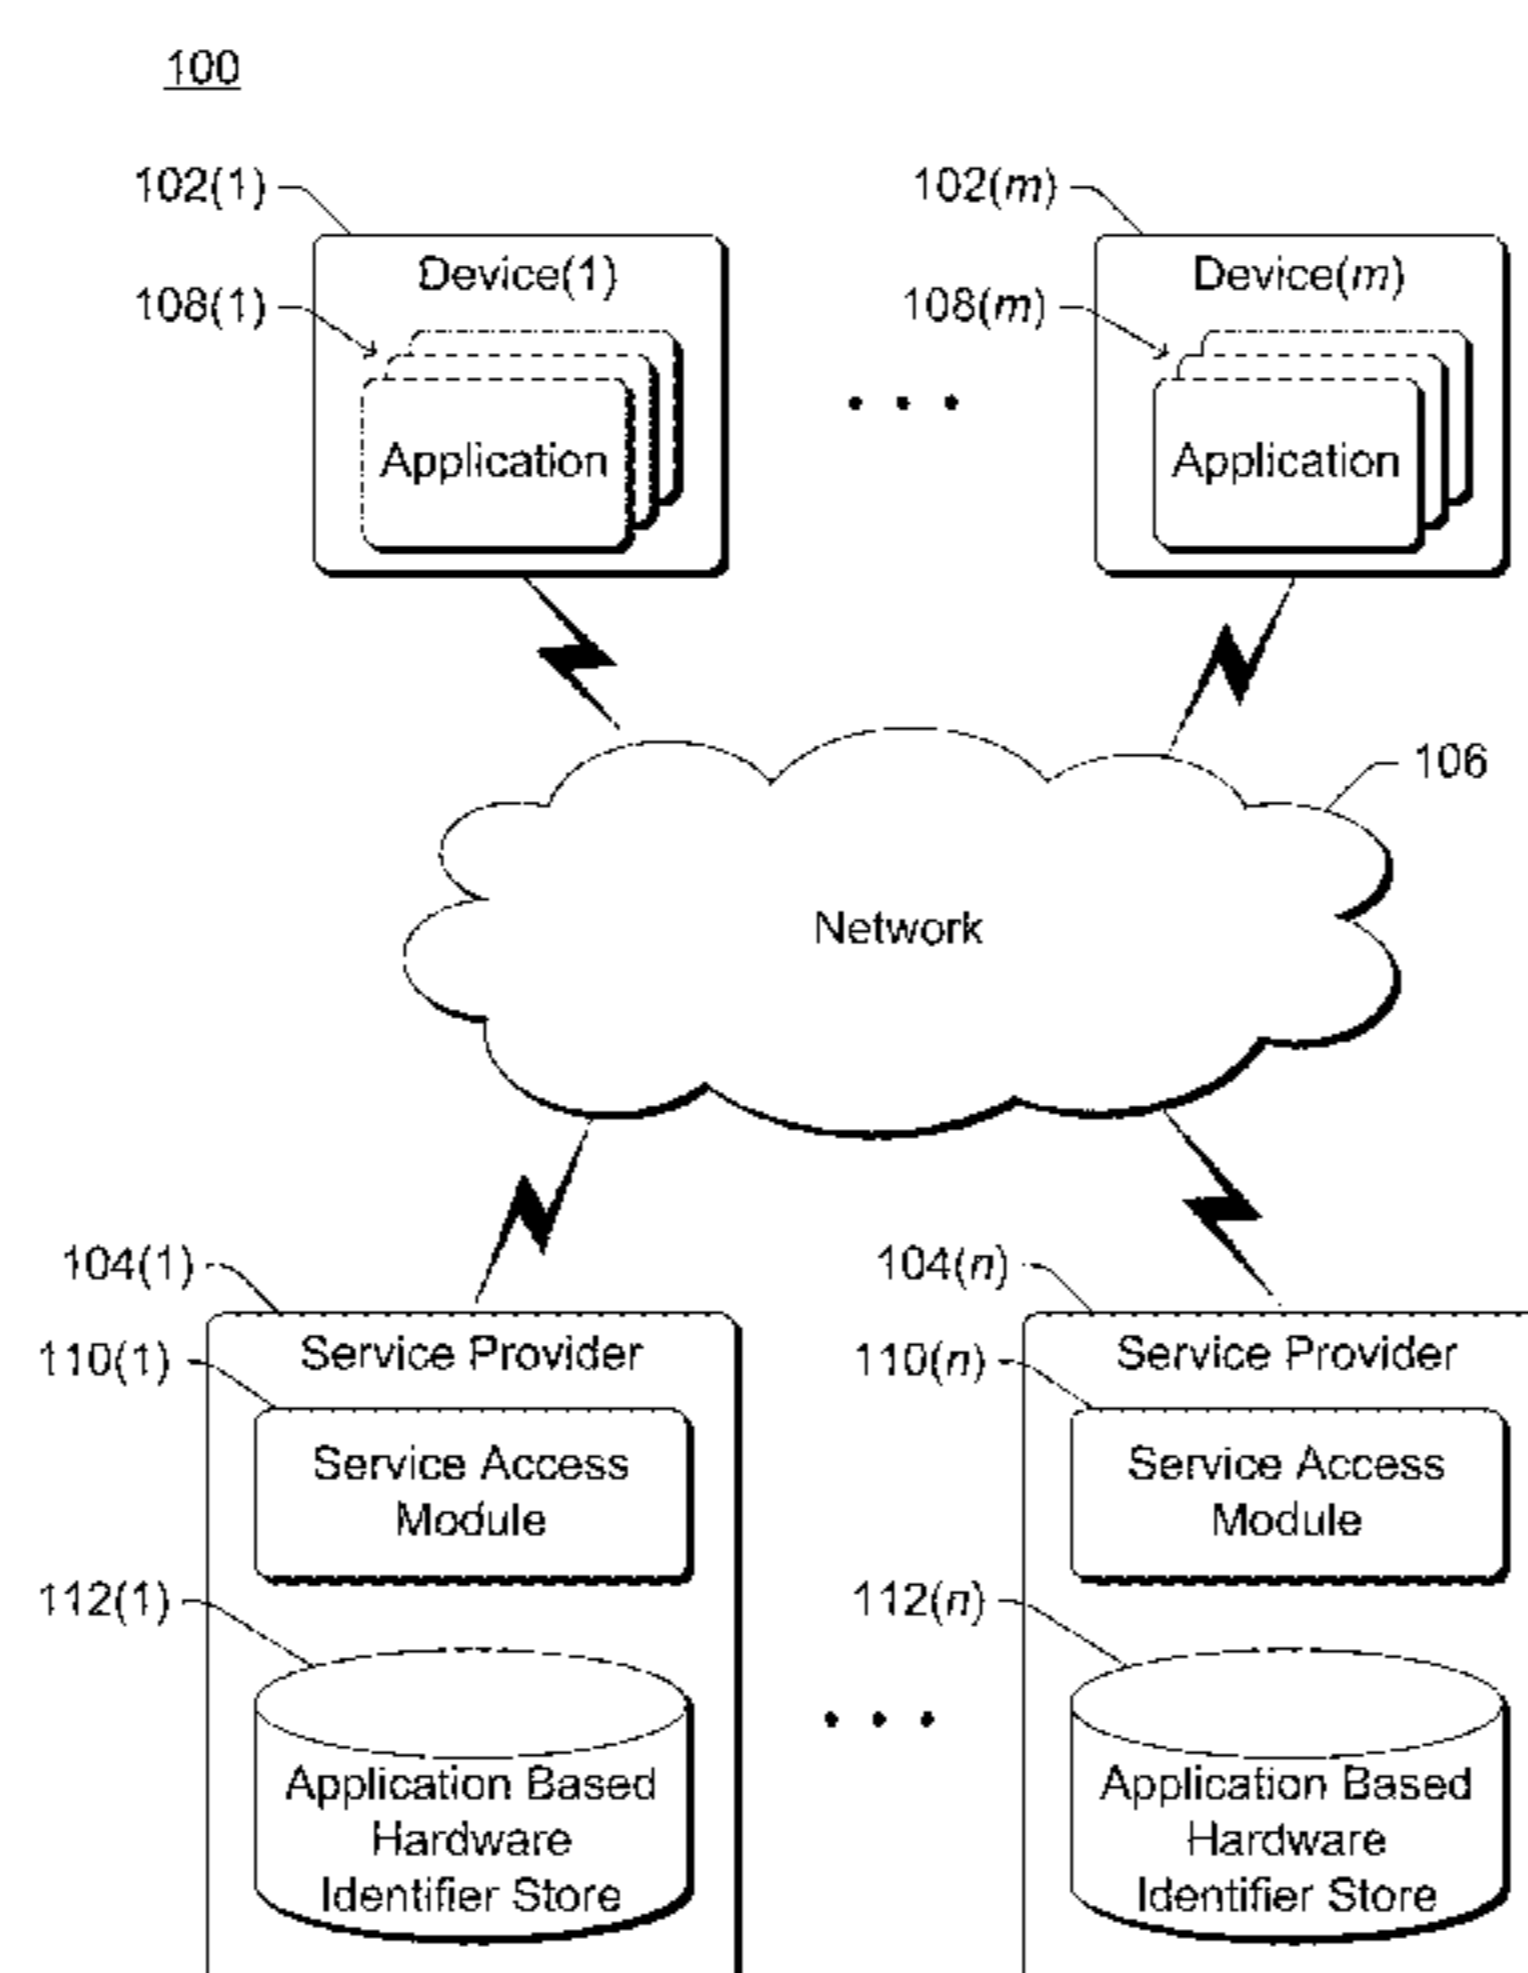 100
102(1)
102(m)
Device(1)
Device(m)
108(1)
108(m)
Application
Application
106
Network
104(1)
104(n)
Service Provider
Service Provider
110(1)
110(n)
Service Access
Module
Service Access
Module
112(1)
112(n)
Application Based
Hardware
Identifier Store
Application Based
Hardware
Identifier Store